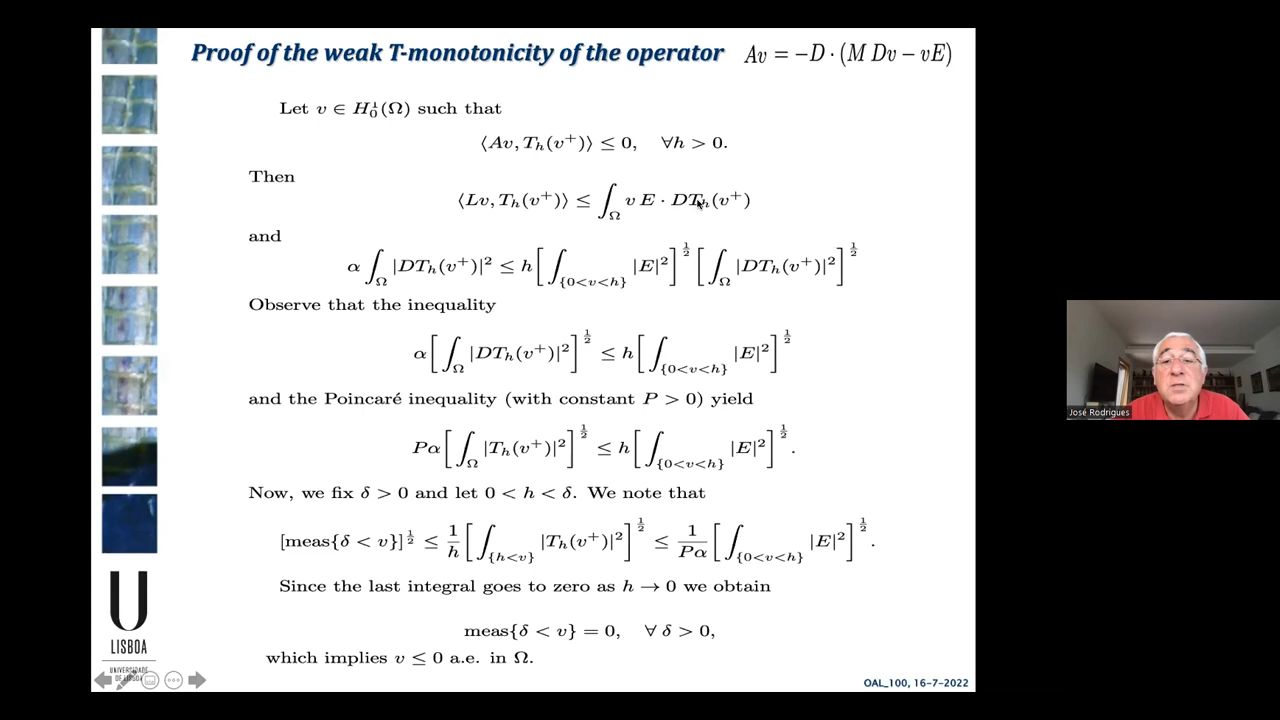 Proof of the weak T-monotonicity of the operator Av = −D · (M Dv − vE)
Let v ∈ H₀¹(Ω) such that
⟨Av, Tₕ(v⁺)⟩ ≤ 0, ∀h > 0.
Then
⟨Lv, Tₕ(v⁺)⟩ ≤ ∫_Ω v E · DTₕ(v⁺)
and
α ∫_Ω |DTₕ(v⁺)|² ≤ h[∫_{0<v<h} |E|²]^{1/2} [∫_Ω |DTₕ(v⁺)|²]^{1/2}
Observe that the inequality
α[∫_Ω |DTₕ(v⁺)|²]^{1/2} ≤ h[∫_{0<v<h} |E|²]^{1/2}
and the Poincaré inequality (with constant P > 0) yield
Pα[∫_Ω |Tₕ(v⁺)|²]^{1/2} ≤ h[∫_{0<v<h} |E|²]^{1/2}.
Now, we fix δ > 0 and let 0 < h < δ. We note that
[meas{δ < v}]^{1/2} ≤ 1/h [∫_{h<v} |Tₕ(v⁺)|²]^{1/2} ≤ 1/Pα [∫_{0<v<h} |E|²]^{1/2}.
Since the last integral goes to zero as h → 0 we obtain
meas{δ < v} = 0, ∀ δ > 0,
which implies v ≤ 0 a.e. in Ω.
José Rodrigues
U
LISBOA
UNIVERSIDADE
DE LISBOA
OAL_100, 16-7-2022